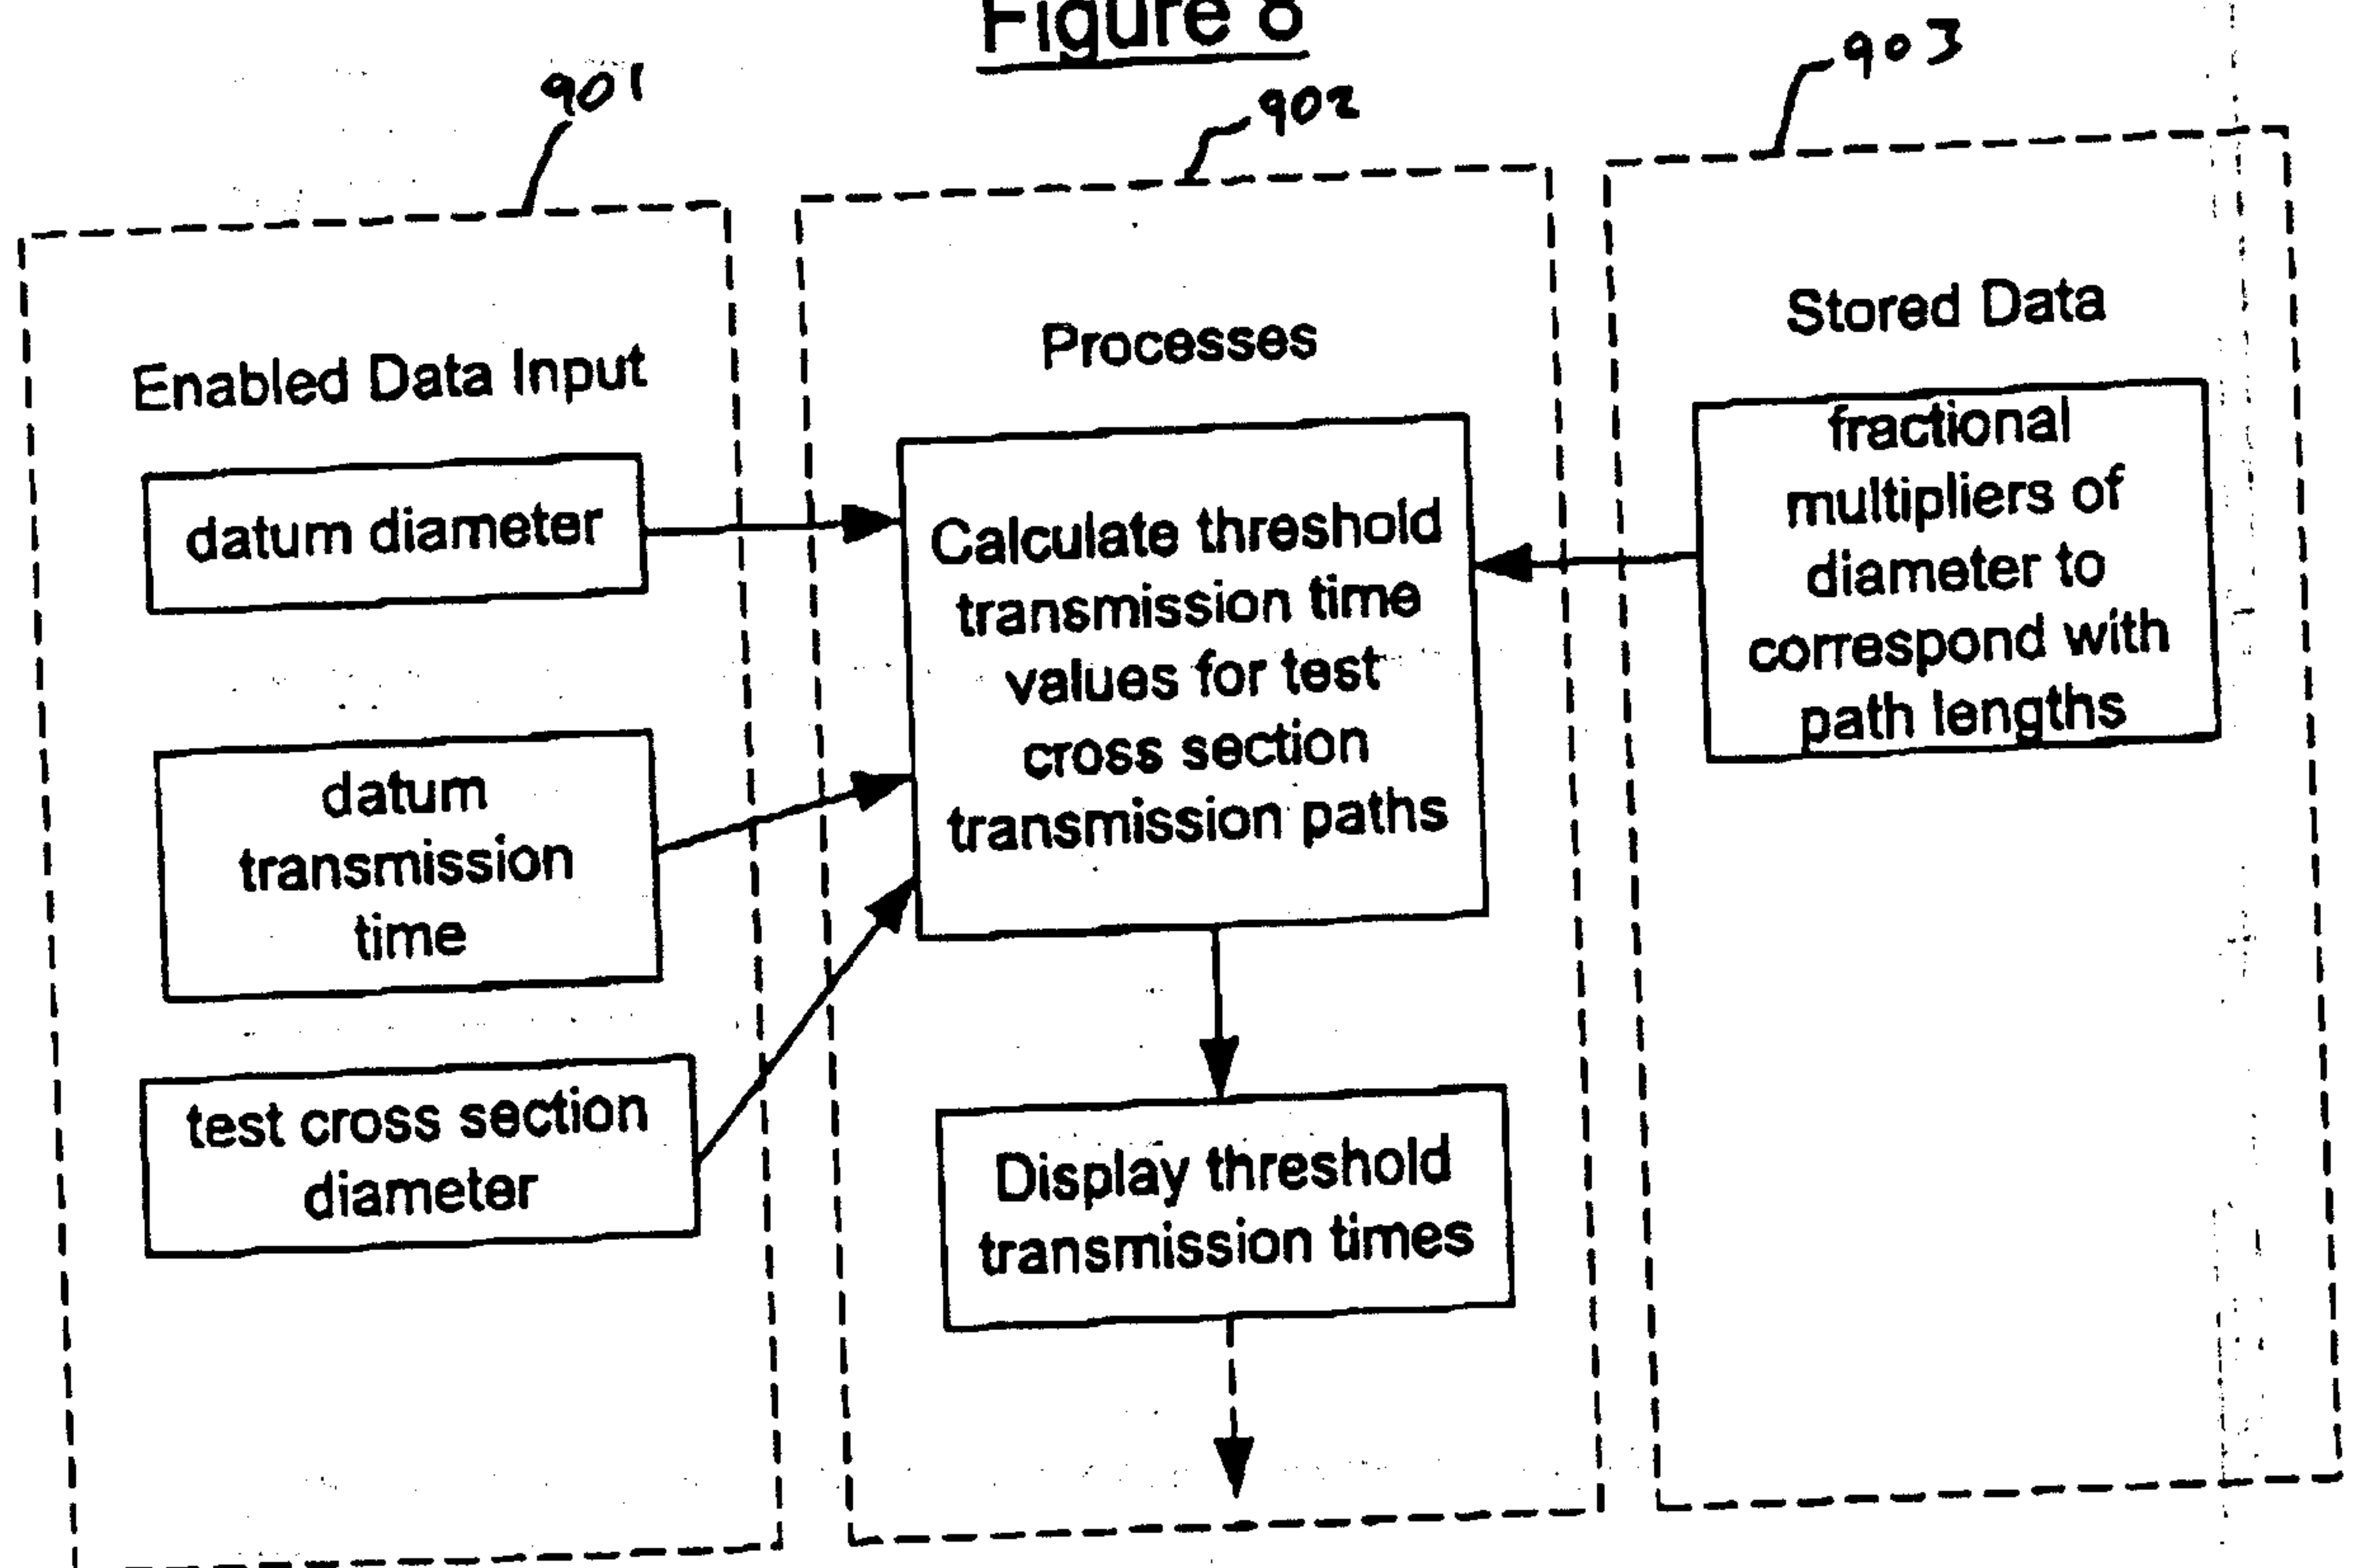 Figure 8
901
902
903
Enabled Data Input
datum diameter
datum
transmission
time
test cross section
diameter
Processes
Calculate threshold
transmission time
values for test
cross section
transmission paths
Display threshold
transmission times
Stored Data
fractional
multipliers of
diameter to
correspond with
path lengths